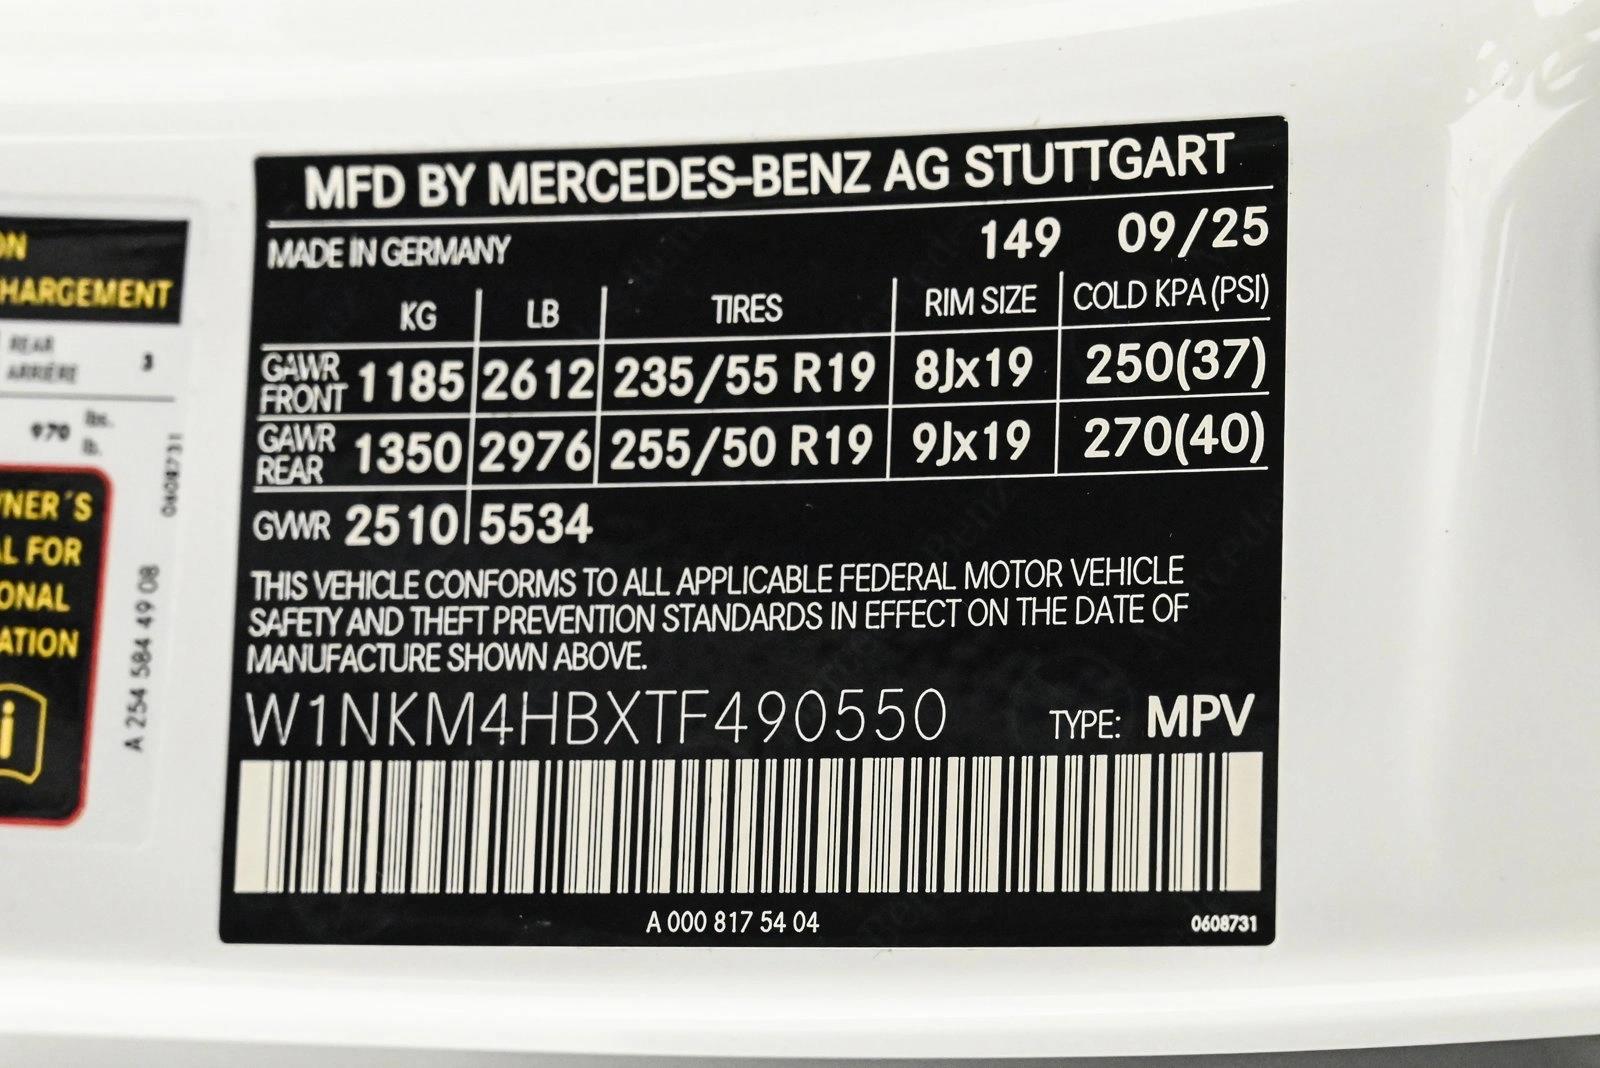 MFD BY MERCEDES-BENZ AG STUTTGART
MADE IN GERMANY 149 09/25
KG LB TIRES RIM SIZE COLD KPA (PSI)
GAWR FRONT 1185 2612 235/55 R19 8Jx19 250(37)
GAWR REAR 1350 2976 255/50 R19 9Jx19 270(40)
GVWR 2510 5534
THIS VEHICLE CONFORMS TO ALL APPLICABLE FEDERAL MOTOR VEHICLE
SAFETY AND THEFT PREVENTION STANDARDS IN EFFECT ON THE DATE OF
MANUFACTURE SHOWN ABOVE.
W1NKM4HBXTF490550 TYPE: MPV
A 000 817 54 04 0608731
ON
HARGEMENT
REAR 3
ARRIÈRE
970 lbs.
lb.
0608731
NER´S
L FOR
ONAL
ATION
i
A 254 584 49 08